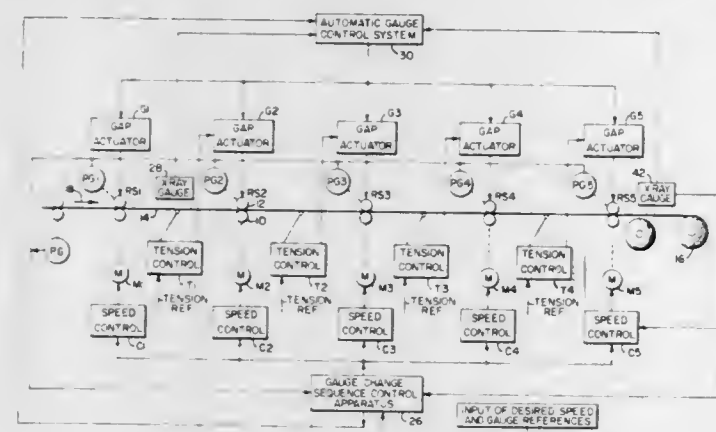 AUTOMATIC GAUGE
CONTROL SYSTEM
30
G1
G2
G3
G4
G5
GAP
ACTUATOR
GAP
ACTUATOR
GAP
ACTUATOR
GAP
ACTUATOR
GAP
ACTUATOR
28
42
PG1
RS1
X RAY
GAUGE
PG2
RS2
PG3
RS3
PG4
RS4
PG5
RS5
X RAY
GAUGE
18
14
12
10
16
PG
TENSION
CONTROL
TENSION
CONTROL
TENSION
CONTROL
TENSION
CONTROL
T1
T2
T3
T4
M
M1
M
M2
M
M3
M
M4
M
M5
TENSION
REF
TENSION
REF
TENSION
REF
TENSION
REF
SPEED
CONTROL
SPEED
CONTROL
SPEED
CONTROL
SPEED
CONTROL
SPEED
CONTROL
C1
C2
C3
C4
C5
GAUGE CHANGE
SEQUENCE CONTROL
APPARATUS
26
INPUT OF DESIRED SPEED
AND GAUGE REFERENCES